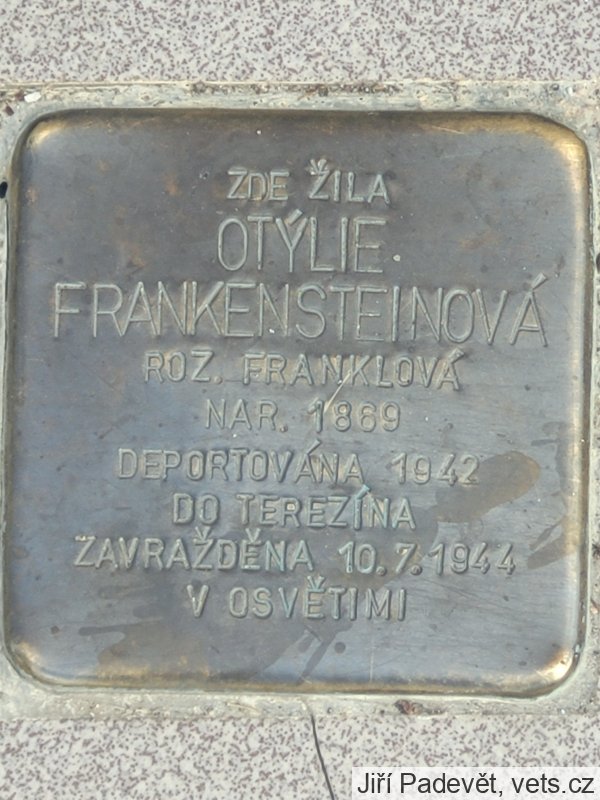 ZDE ŽILA
OTÝLIE
FRANKENSTEINOVÁ
ROZ. FRANKLOVÁ
NAR. 1869
DEPORTOVÁNA 1942
DO TEREZÍNA
ZAVRAŽDĚNA 10.7.1944
V OSVĚTIMI
Jiří Padevět, vets.cz